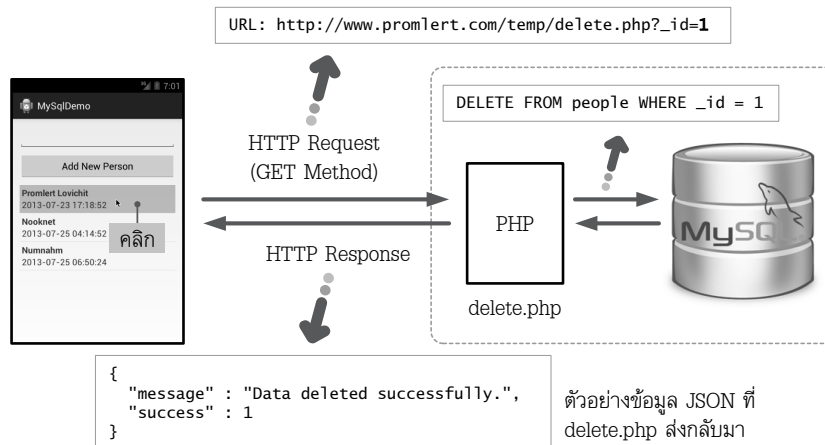 URL: http://www.promlert.com/temp/delete.php?_id=1
7:01
MySqlDemo
Add New Person
Promlert Lovichit
2013-07-23 17:18:52
Nooknet
2013-07-25 04:14:52
Numnahm
2013-07-25 06:50:24
คลิก
HTTP Request
(GET Method)
HTTP Response
DELETE FROM people WHERE _id = 1
PHP
delete.php
MySQL
{
"message" : "Data deleted successfully.",
"success" : 1
}
ตัวอย่างข้อมูล JSON ที่
delete.php ส่งกลับมา